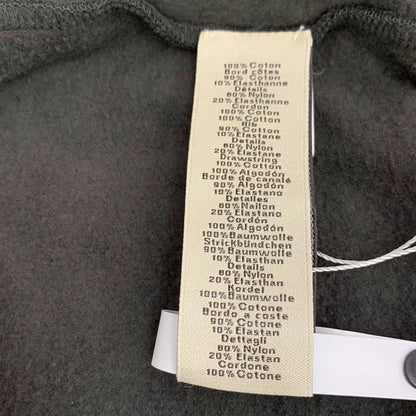 100% Coton
Bord côtes
90% Coton
10% Elasthanne
Détails
80% Nylon
20% Elasthanne
Cordon
100% Coton
100% Cotton
Rib
90% Cotton
10% Elastane
Details
80% Nylon
20% Elastane
Drawstring
100% Cotton
100% Algodón
Borde de canalé
90% Algodón
10% Elastano
Detalles
80% Nailon
20% Elastano
Cordón
100% Algodón
100% Baumwolle
Strickbündchen
90% Baumwolle
10% Elasthan
Details
80% Nylon
20% Elasthan
Kordel
100% Baumwolle
100% Cotone
Bordo a coste
90% Cotone
10% Elastan
Dettagli
80% Nylon
20% Elastan
Cordone
100% Cotone